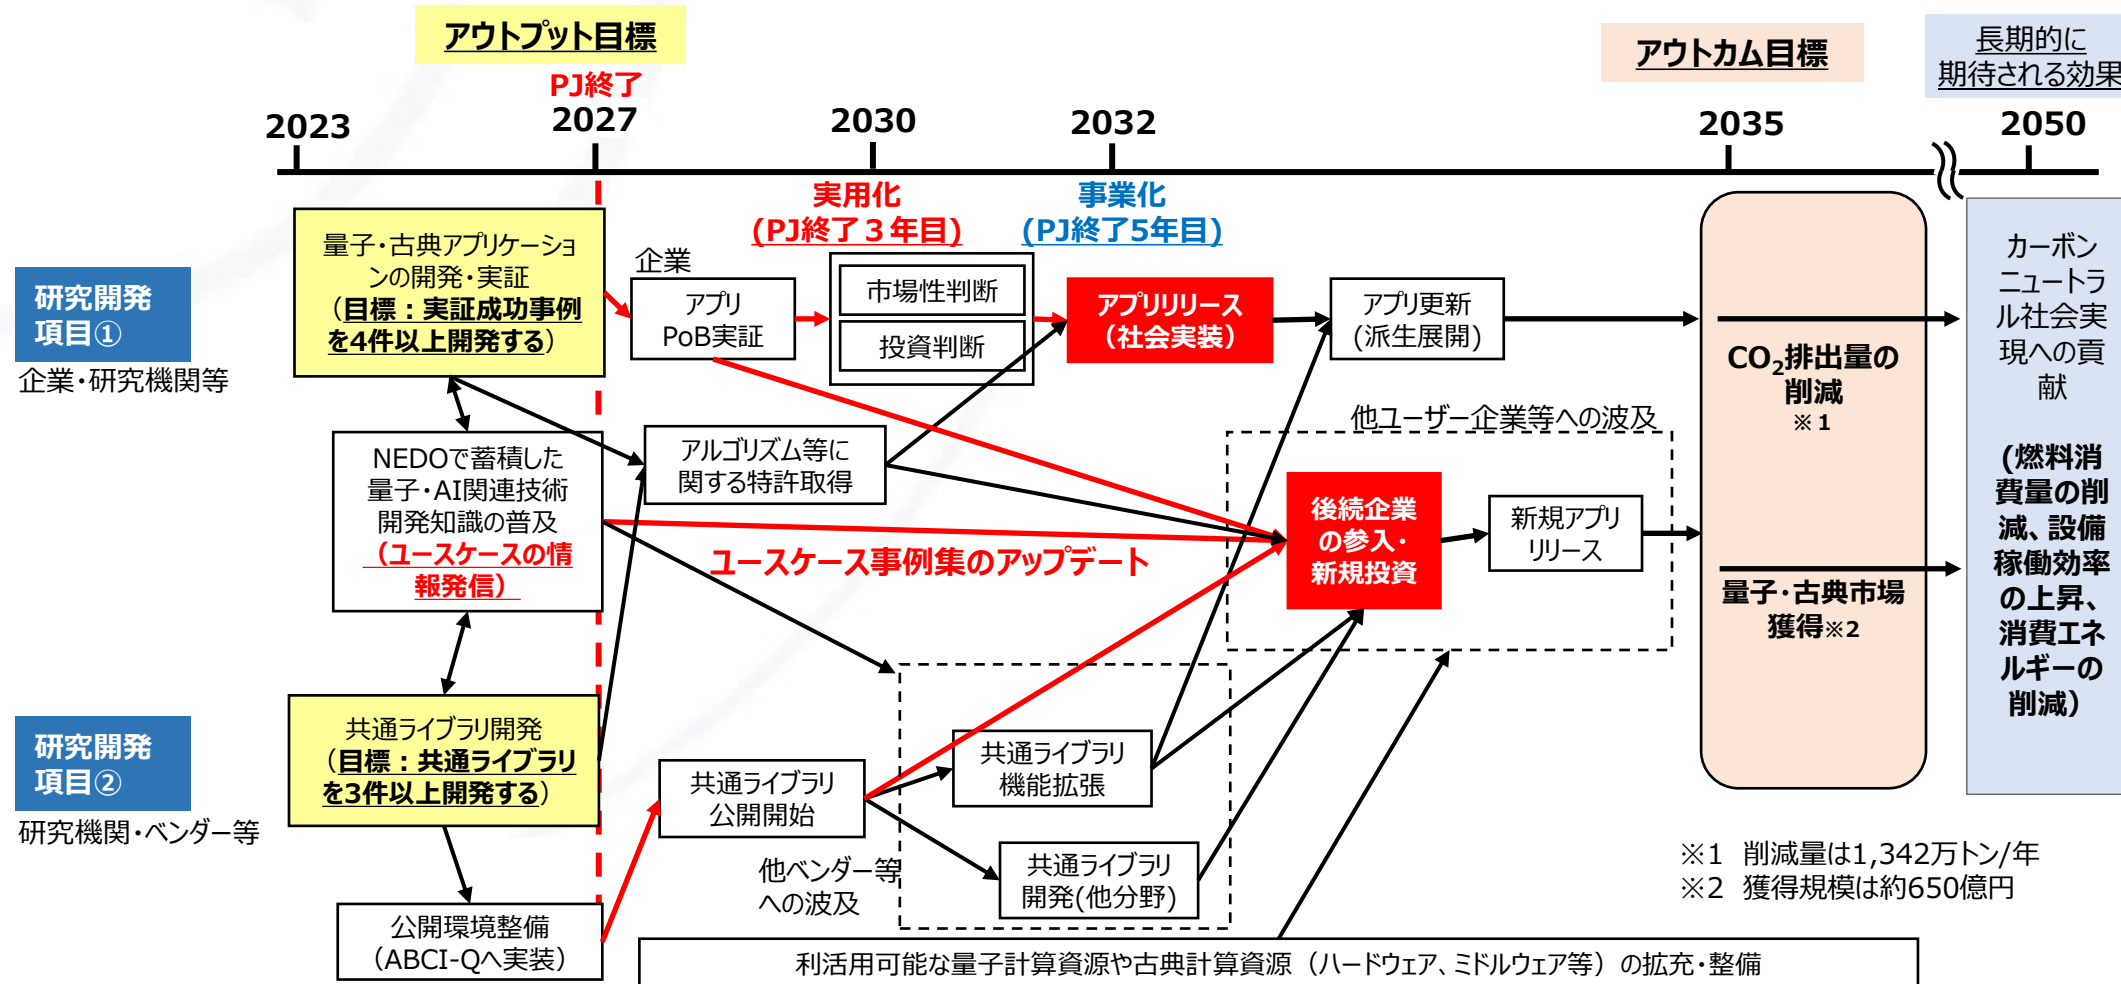 アウトプット目標
アウトカム目標
長期的に
期待される効果
PJ終了
2023
2027
2030
2032
2035
2050
実用化
(PJ終了３年目)
事業化
(PJ終了5年目)
研究開発
項目①
企業・研究機関等
量子・古典アプリケーショ
ンの開発・実証
（目標：実証成功事例
を4件以上開発する）
企業
アプリ
PoB実証
市場性判断
投資判断
アプリリリース
（社会実装）
アプリ更新
(派生展開)
CO₂排出量の
削減
※１
カーボン
ニュートラ
ル社会実
現への貢
献
(燃料消
費量の削
減、設備
稼働効率
の上昇、
消費エネ
ルギーの
削減）
NEDOで蓄積した
量子・AI関連技術
開発知識の普及
（ユースケースの情
報発信）
アルゴリズム等に
関する特許取得
ユースケース事例集のアップデート
他ユーザー企業等への波及
後続企業
の参入・
新規投資
新規アプリ
リリース
量子・古典市場
獲得※2
研究開発
項目②
研究機関・ベンダー等
共通ライブラリ開発
（目標：共通ライブラリ
を3件以上開発する）
共通ライブラリ
公開開始
共通ライブラリ
機能拡張
他ベンダー等
への波及
共通ライブラリ
開発(他分野)
公開環境整備
（ABCI-Qへ実装）
※1　削減量は1,342万トン/年
※2　獲得規模は約650億円
利活用可能な量子計算資源や古典計算資源（ハードウェア、ミドルウェア等）の拡充・整備